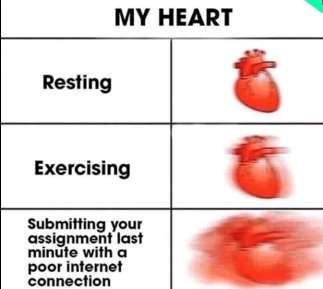 MY HEART
Resting
Exercising
Submitting your
assignment last
minute with a
poor internet
connection